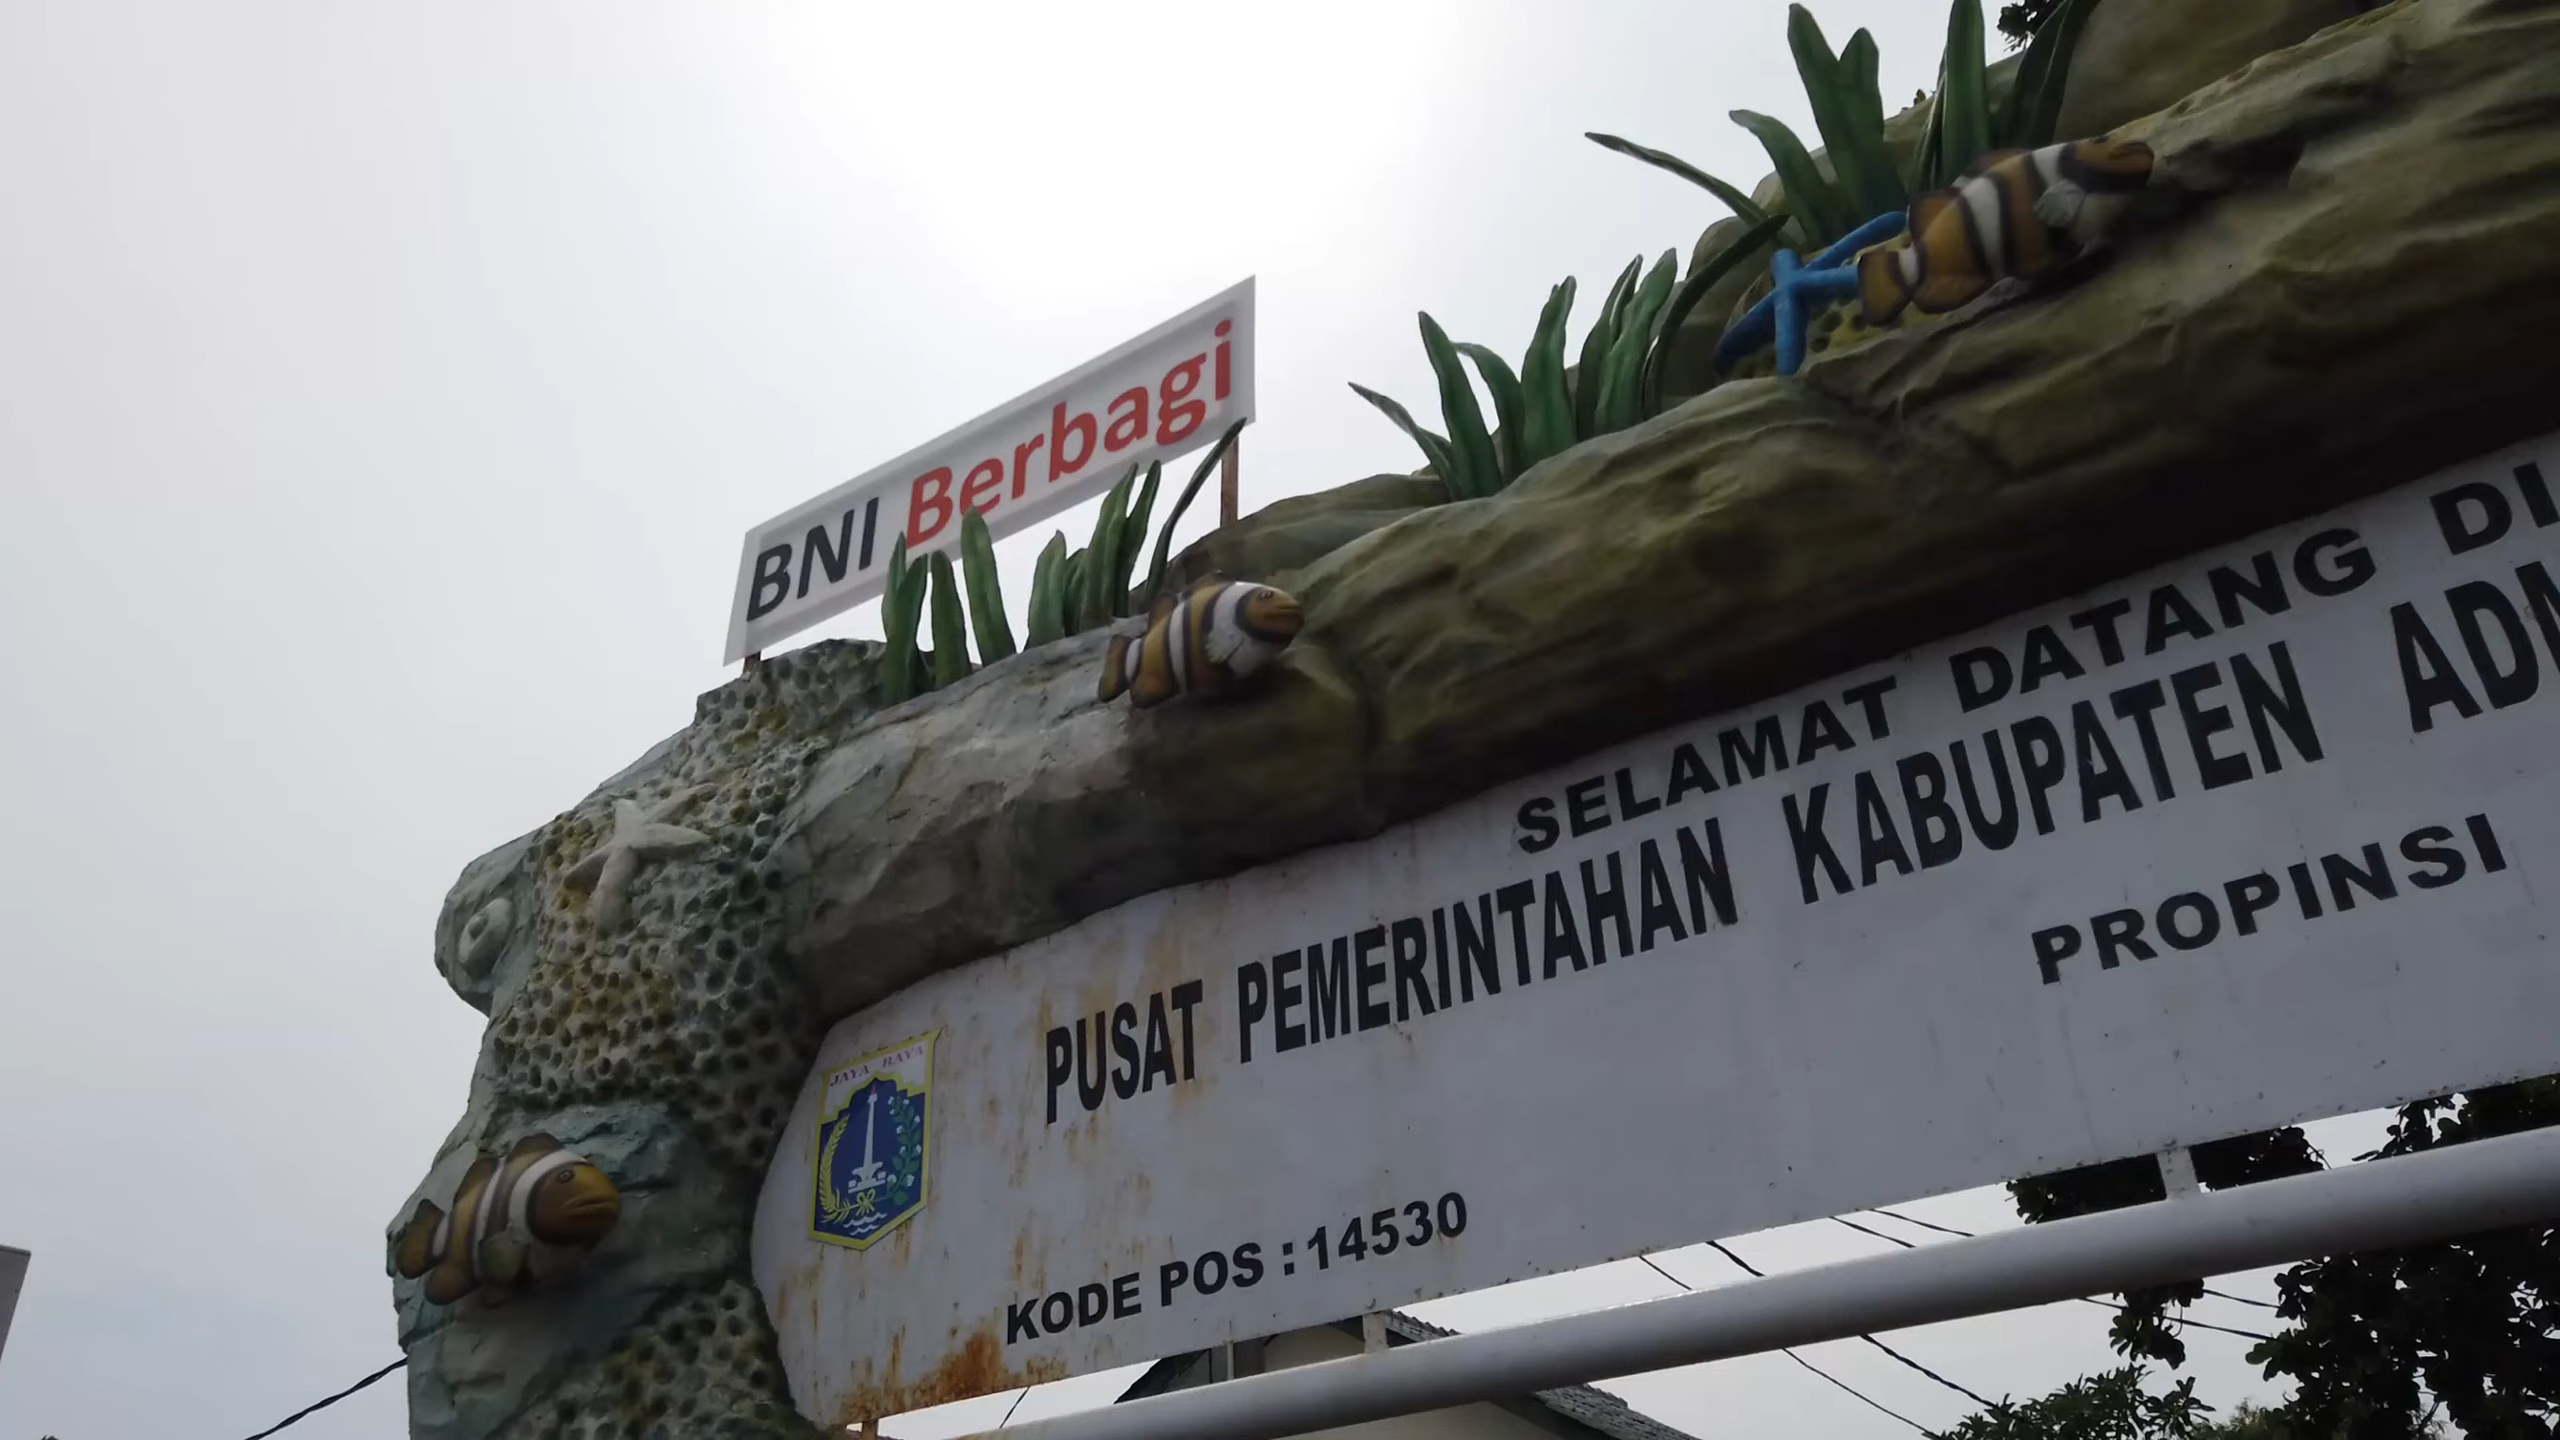 BNI Berbagi
SELAMAT DATANG DI
PUSAT PEMERINTAHAN KABUPATEN ADM
PROPINSI
JAYA RAYA
KODE POS : 14530